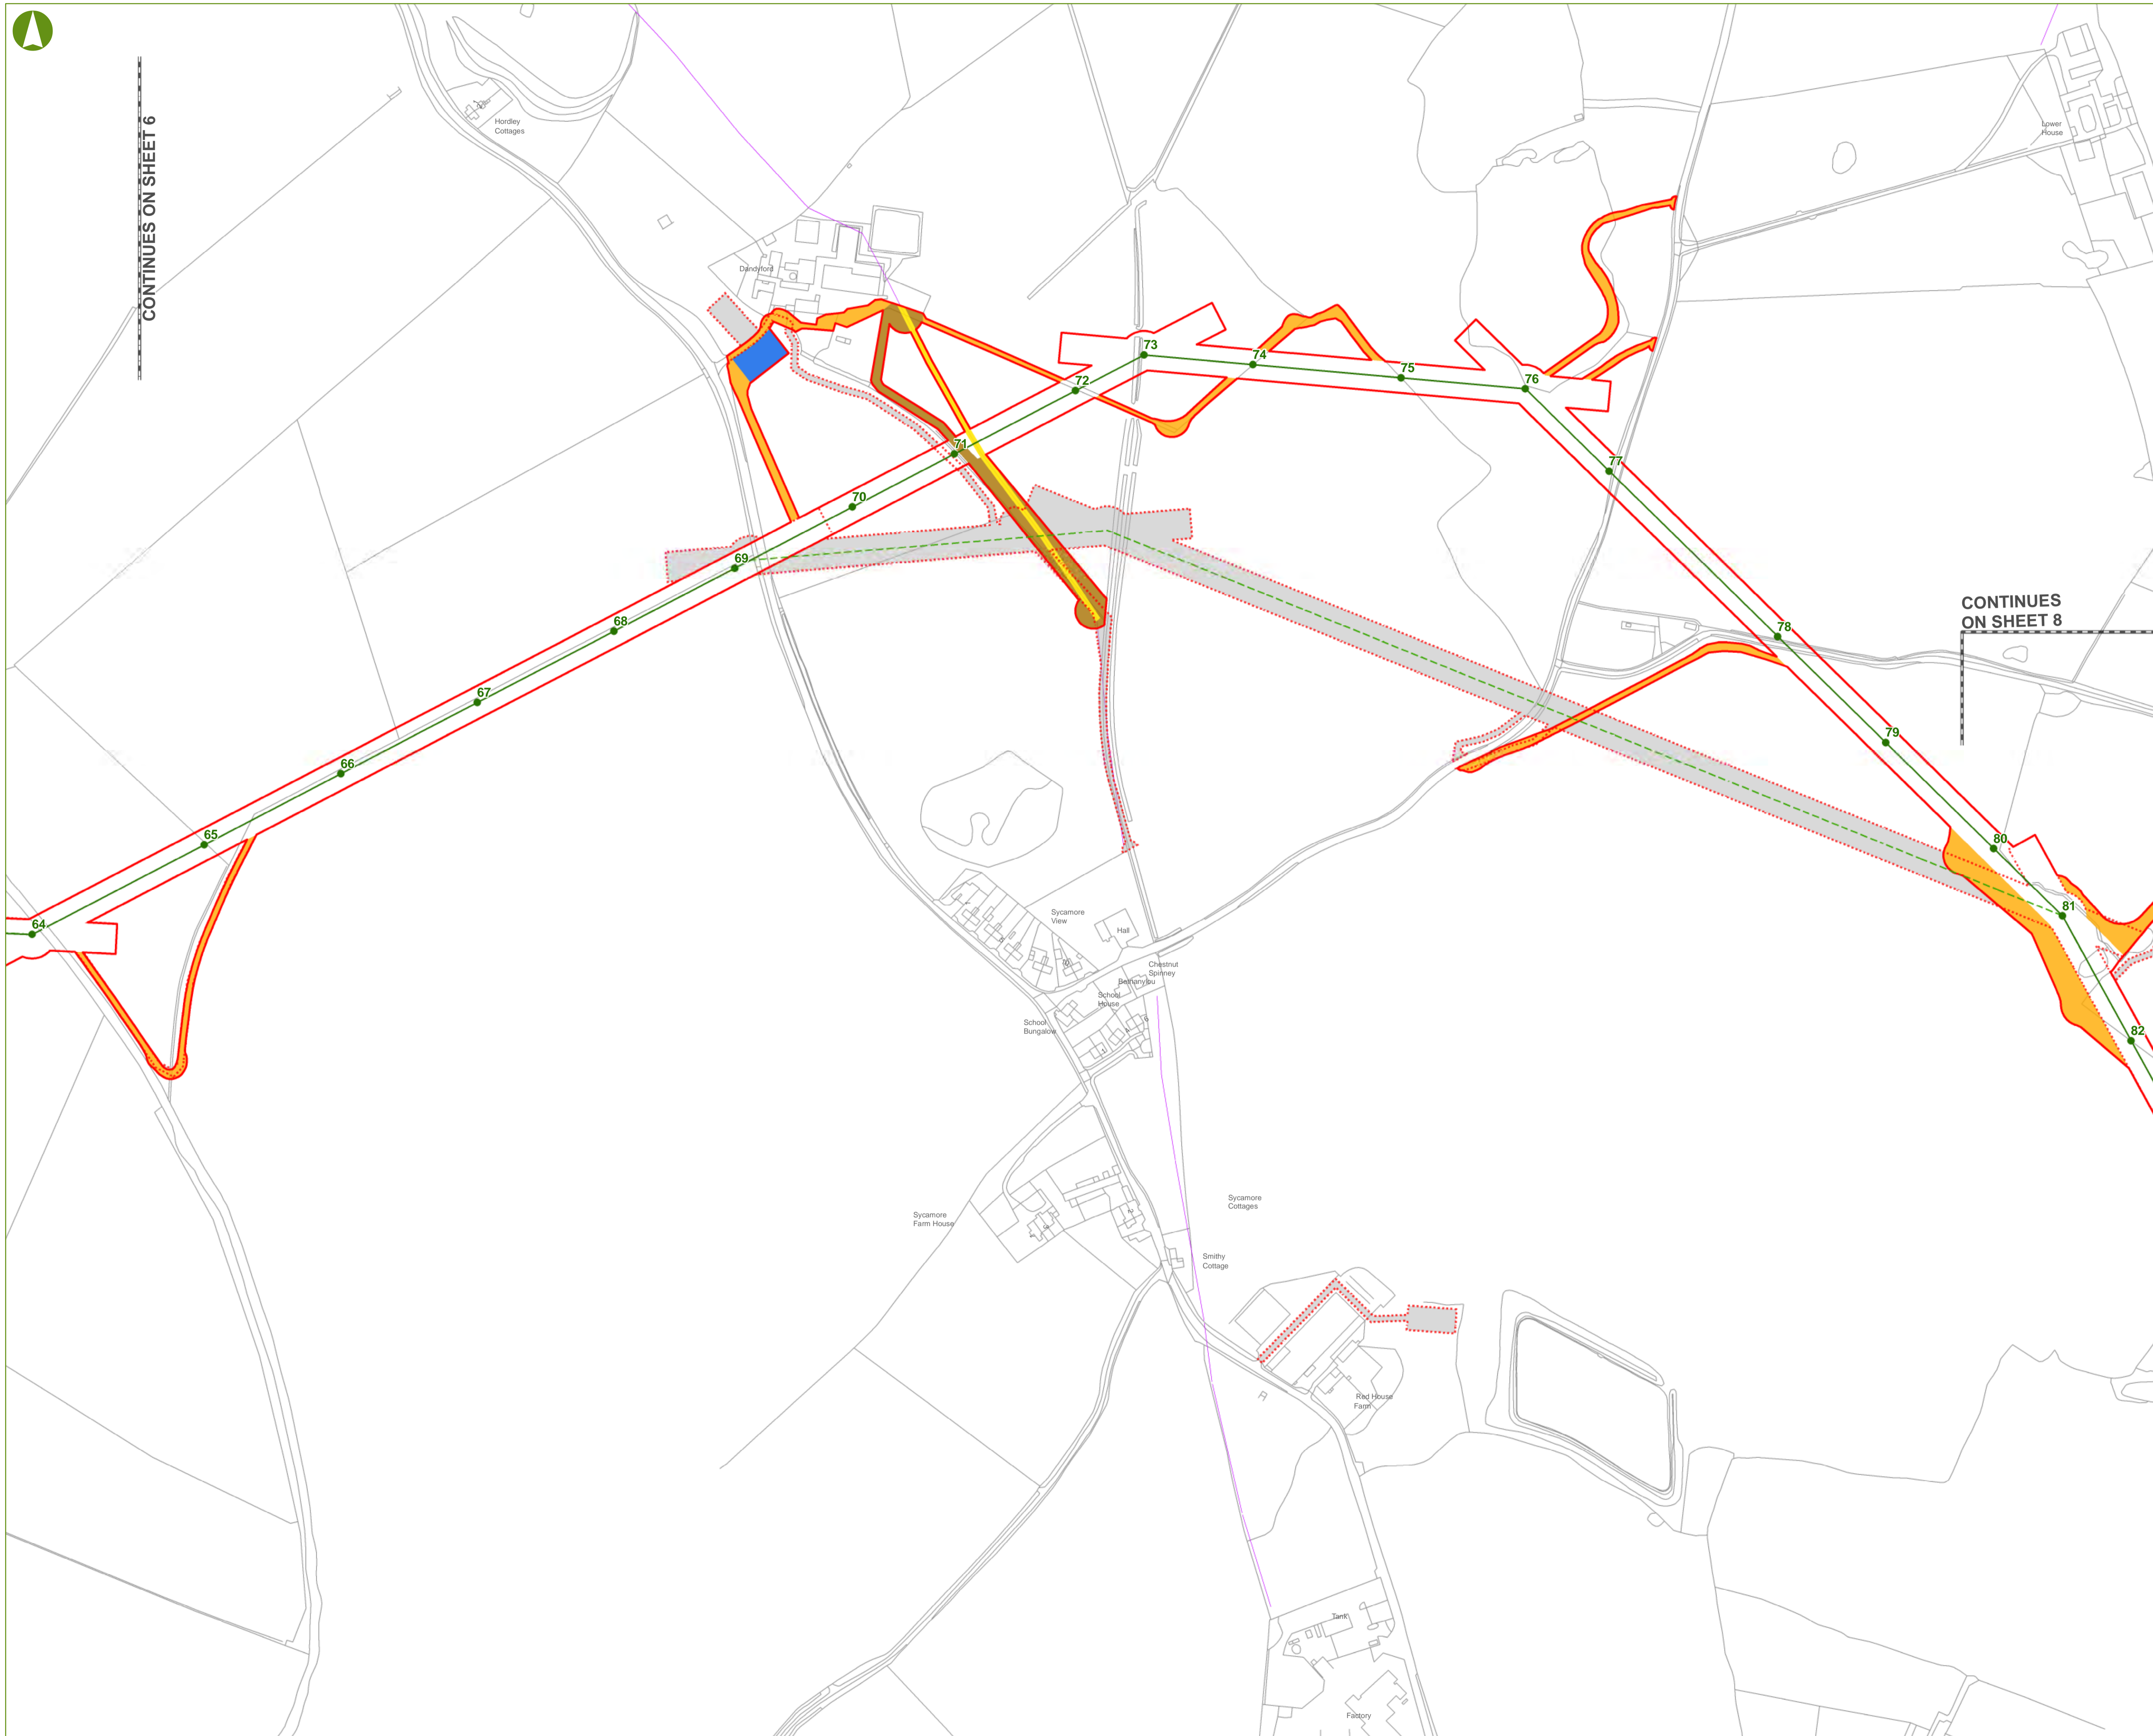 CONTINUES ON SHEET 6
Hordley
Cottages
Lower
House
Dandyford
73
74
75
76
72
71
77
70
69
CONTINUES
ON SHEET 8
68
78
67
79
66
65
80
81
64
Sycamore
View
Hall
Chestnut
Spinney
Bethanylou
School
House
School
Bungalow
82
Sycamore
Cottages
Sycamore
Farm House
Smithy
Cottage
Red House
Farm
Tank
Factory